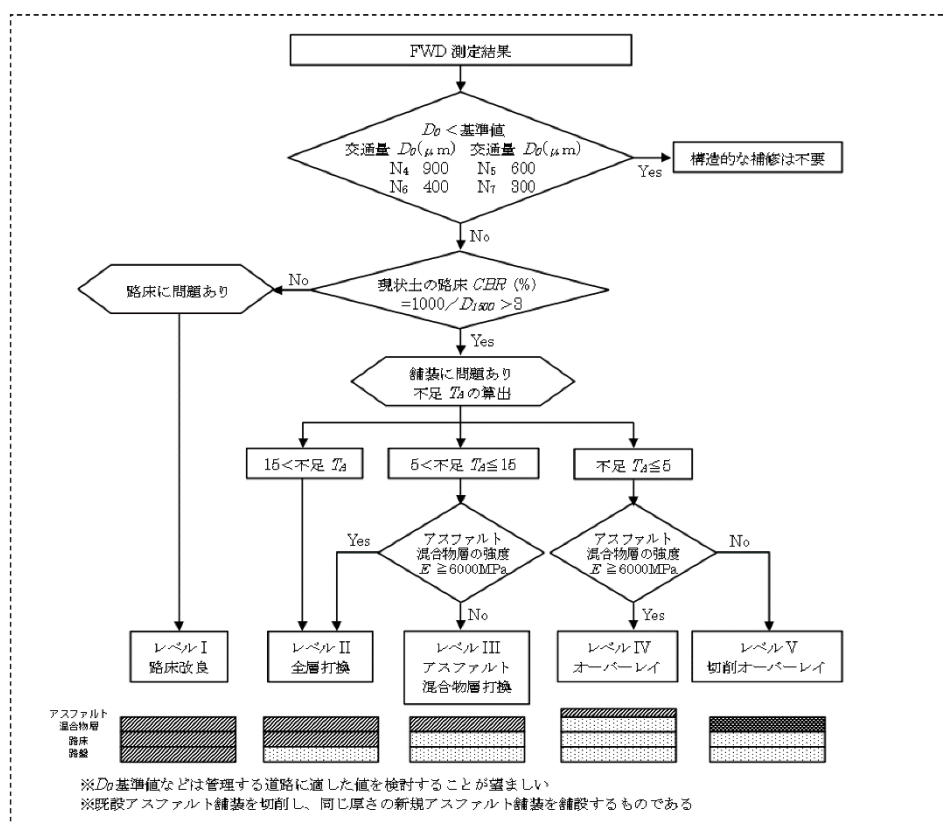 FWD 測定結果
D0 < 基準値
交通量 D0(μm) 交通量 D0(μm)
N4 900 N5 600
N6 400 N7 300
Yes
構造的な補修は不要
No
現状土の路床 CBR (%)
=1000/D1500>3
No
路床に問題あり
Yes
舗装に問題あり
不足 TAの算出
15<不足 TA
5<不足 TA≦15
不足 TA≦5
アスファルト
混合物層の強度
E ≧6000MPa
Yes
No
アスファルト
混合物層の強度
E ≧6000MPa
No
Yes
レベル I
路床改良
レベル II
全層打換
レベル III
アスファルト
混合物層打換
レベル IV
オーバーレイ
レベル V
切削オーバーレイ
アスファルト
混合物層
路床
路盤
※D0基準値などは管理する道路に適した値を検討することが望ましい
※既設アスファルト舗装を切削し、同じ厚さの新規アスファルト舗装を舗設するものである